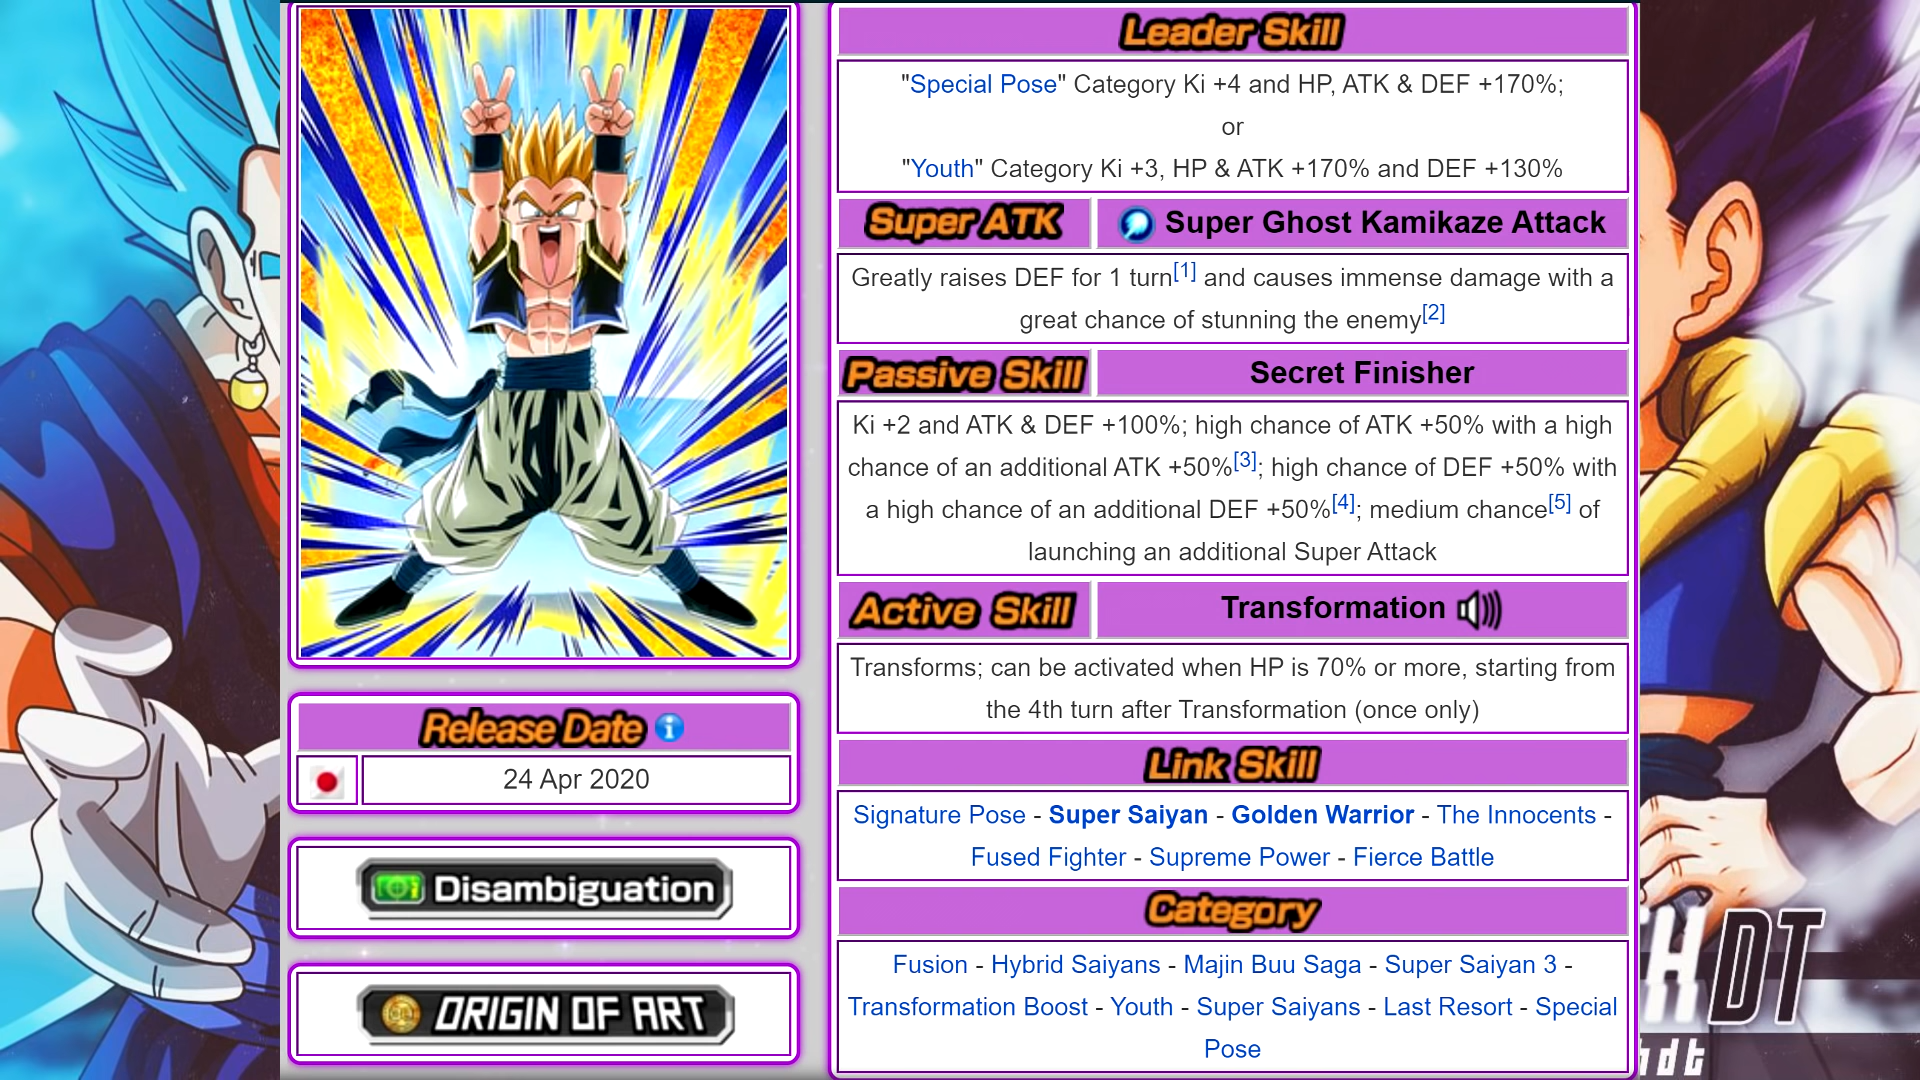 Leader Skill
"Special Pose" Category Ki +4 and HP, ATK & DEF +170%;
or
"Youth" Category Ki +3, HP & ATK +170% and DEF +130%
Super ATK
Super Ghost Kamikaze Attack
Greatly raises DEF for 1 turn[1] and causes immense damage with a
great chance of stunning the enemy[2]
Passive Skill
Secret Finisher
Ki +2 and ATK & DEF +100%; high chance of ATK +50% with a high
chance of an additional ATK +50%[3]; high chance of DEF +50% with
a high chance of an additional DEF +50%[4]; medium chance[5] of
launching an additional Super Attack
Active Skill
Transformation
Transforms; can be activated when HP is 70% or more, starting from
the 4th turn after Transformation (once only)
Link Skill
Signature Pose - Super Saiyan - Golden Warrior - The Innocents -
Fused Fighter - Supreme Power - Fierce Battle
Category
Fusion - Hybrid Saiyans - Majin Buu Saga - Super Saiyan 3 -
Transformation Boost - Youth - Super Saiyans - Last Resort - Special
Pose
Release Date
24 Apr 2020
Disambiguation
ORIGIN OF ART
HDT
hdt